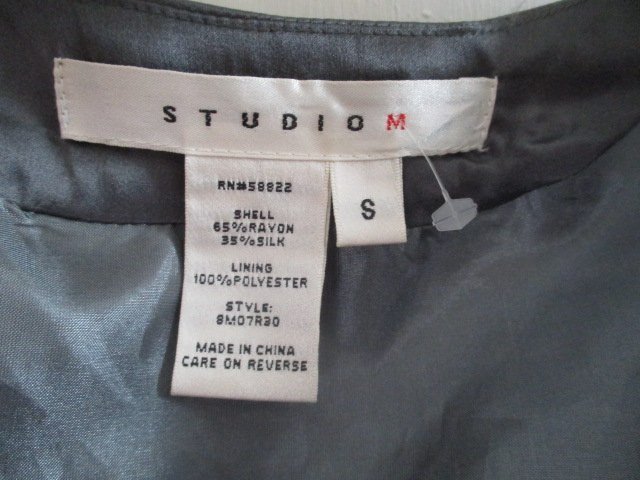 STUDIO M
RN#58822
SHELL
65%RAYON
35%SILK
LINING
100%POLYESTER
STYLE:
8M07R30
MADE IN CHINA
CARE ON REVERSE
S